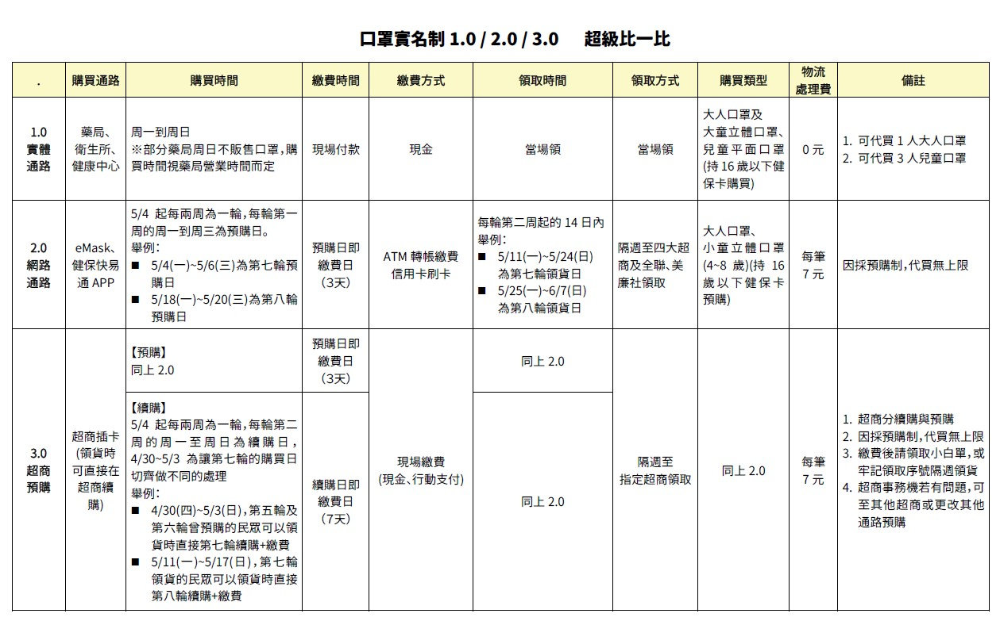 口罩實名制 1.0 / 2.0 / 3.0 超級比一比
.
購買通路
購買時間
繳費時間
繳費方式
領取時間
領取方式
購買類型
物流
處理費
備註
1.0
實體
通路
藥局、
衛生所、
健康中心
周一到周日
※部分藥局周日不販售口罩,購
買時間視藥局營業時間而定
現場付款
現金
當場領
當場領
大人口罩及
大童立體口罩、
兒童平面口罩
(持 16 歲以下健
保卡購買)
0 元
1. 可代買 1 人大人口罩
2. 可代買 3 人兒童口罩
2.0
網路
通路
eMask、
健保快易
通 APP
5/4 起每兩周為一輪,每輪第一
周的周一到周三為預購日。
舉例:
■ 5/4(一)~5/6(三)為第七輪預
購日
■ 5/18(一)~5/20(三)為第八輪
預購日
預購日即
繳費日
(3天)
ATM 轉帳繳費
信用卡刷卡
每輪第二周起的 14 日內
舉例:
■ 5/11(一)~5/24(日)
為第七輪領貨日
■ 5/25(一)~6/7(日)
為第八輪領貨日
隔週至四大超
商及全聯、美
廉社領取
大人口罩、
小童立體口罩
(4~8 歲)(持 16
歲以下健保卡
預購)
每筆
7 元
因採預購制,代買無上限
3.0
超商
預購
超商插卡
(領貨時
可直接在
超商續
購)
【預購】
同上 2.0
預購日即
繳費日
(3天)
同上 2.0
【續購】
5/4 起每兩周為一輪,每輪第二
周的周一至周日為續購日,
4/30~5/3 為讓第七輪的購買日
切齊做不同的處理
舉例:
■ 4/30(四)~5/3(日),第五輪及
第六輪曾預購的民眾可以領
貨時直接第七輪續購+繳費
■ 5/11(一)~5/17(日),第七輪
領貨的民眾可以領貨時直接
第八輪續購+繳費
續購日即
繳費日
(7天)
現場繳費
(現金、行動支付)
同上 2.0
隔週至
指定超商領取
同上 2.0
每筆
7 元
1. 超商分續購與預購
2. 因採預購制,代買無上限
3. 繳費後請領取小白單,或
牢記領取序號隔週領貨
4. 超商事務機若有問題,可
至其他超商或更改其他
通路預購